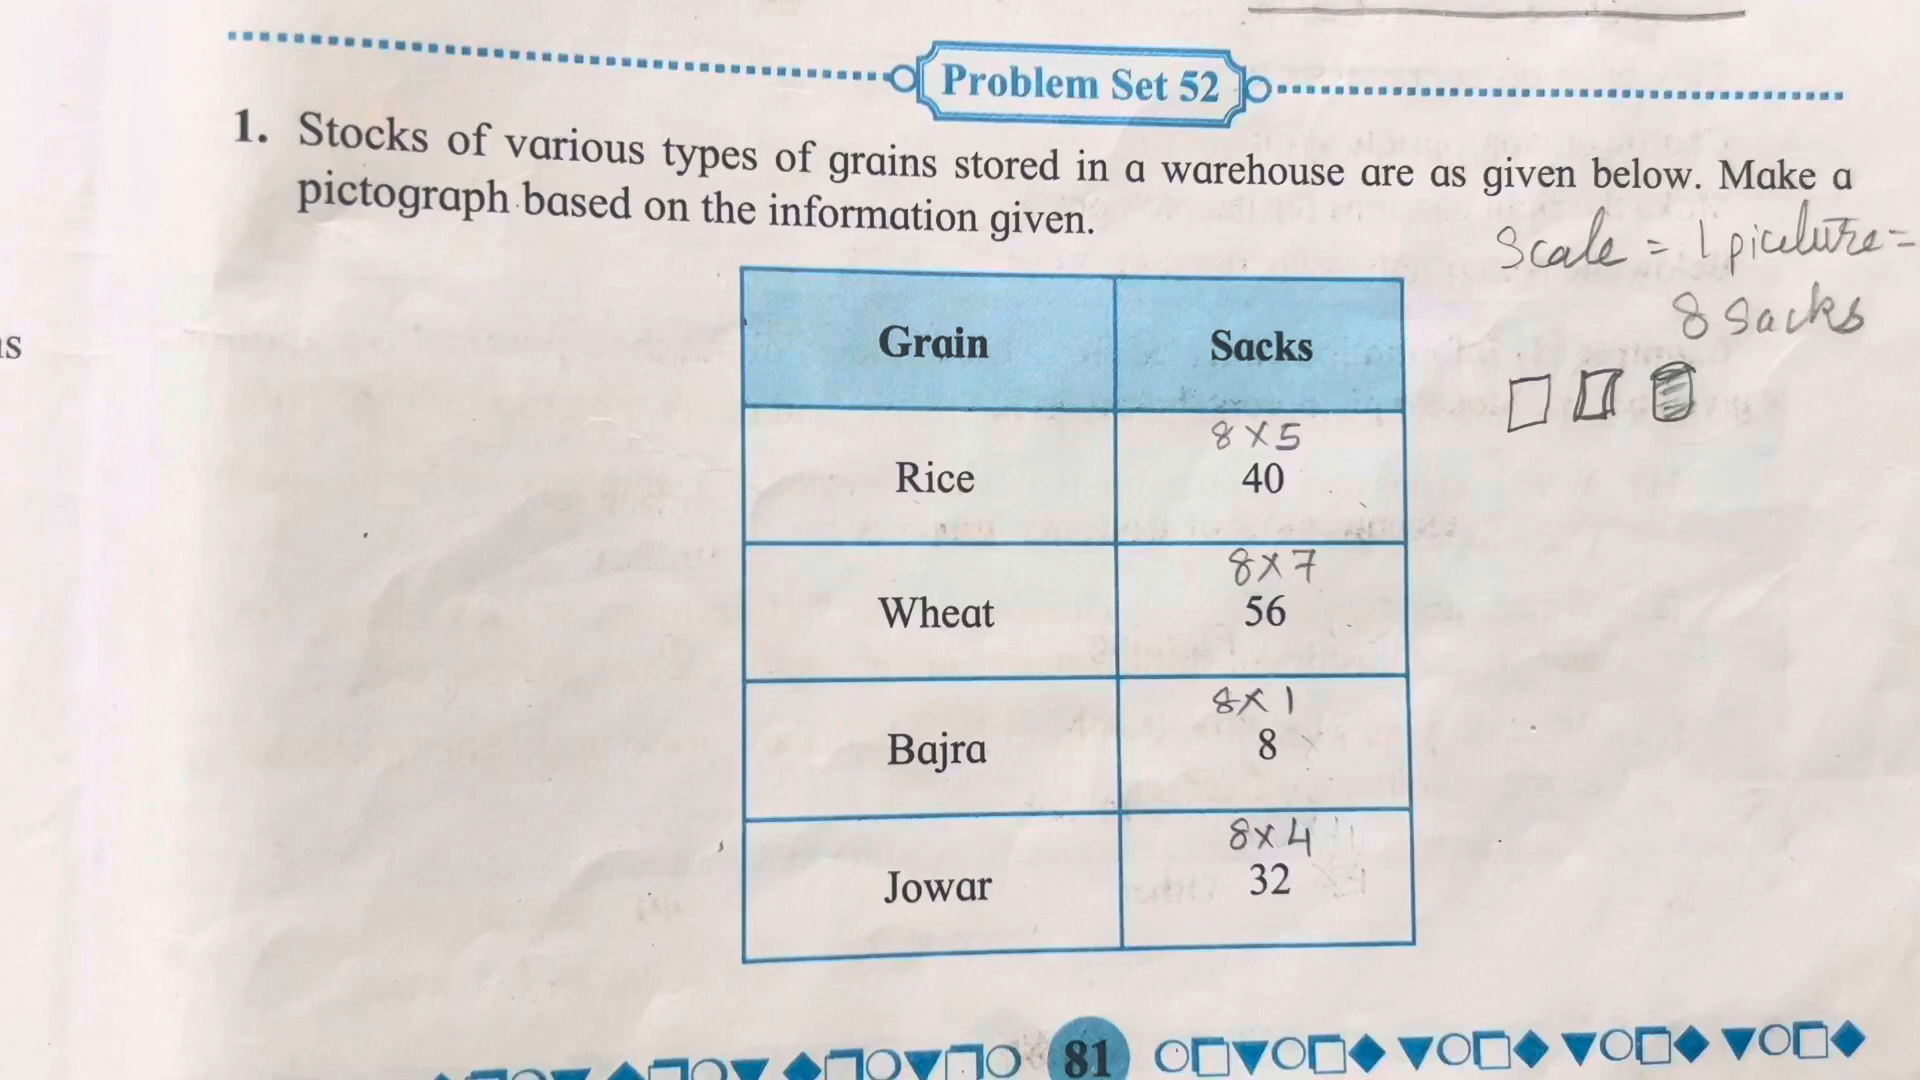 Problem Set 52
1. Stocks of various types of grains stored in a warehouse are as given below. Make a
pictograph based on the information given.
Scale = 1 picture =
8 Sacks
Grain Sacks
8 X 5
Rice 40
8 X 7
Wheat 56
8 X 1
Bajra 8
8 X 4
Jowar 32
81